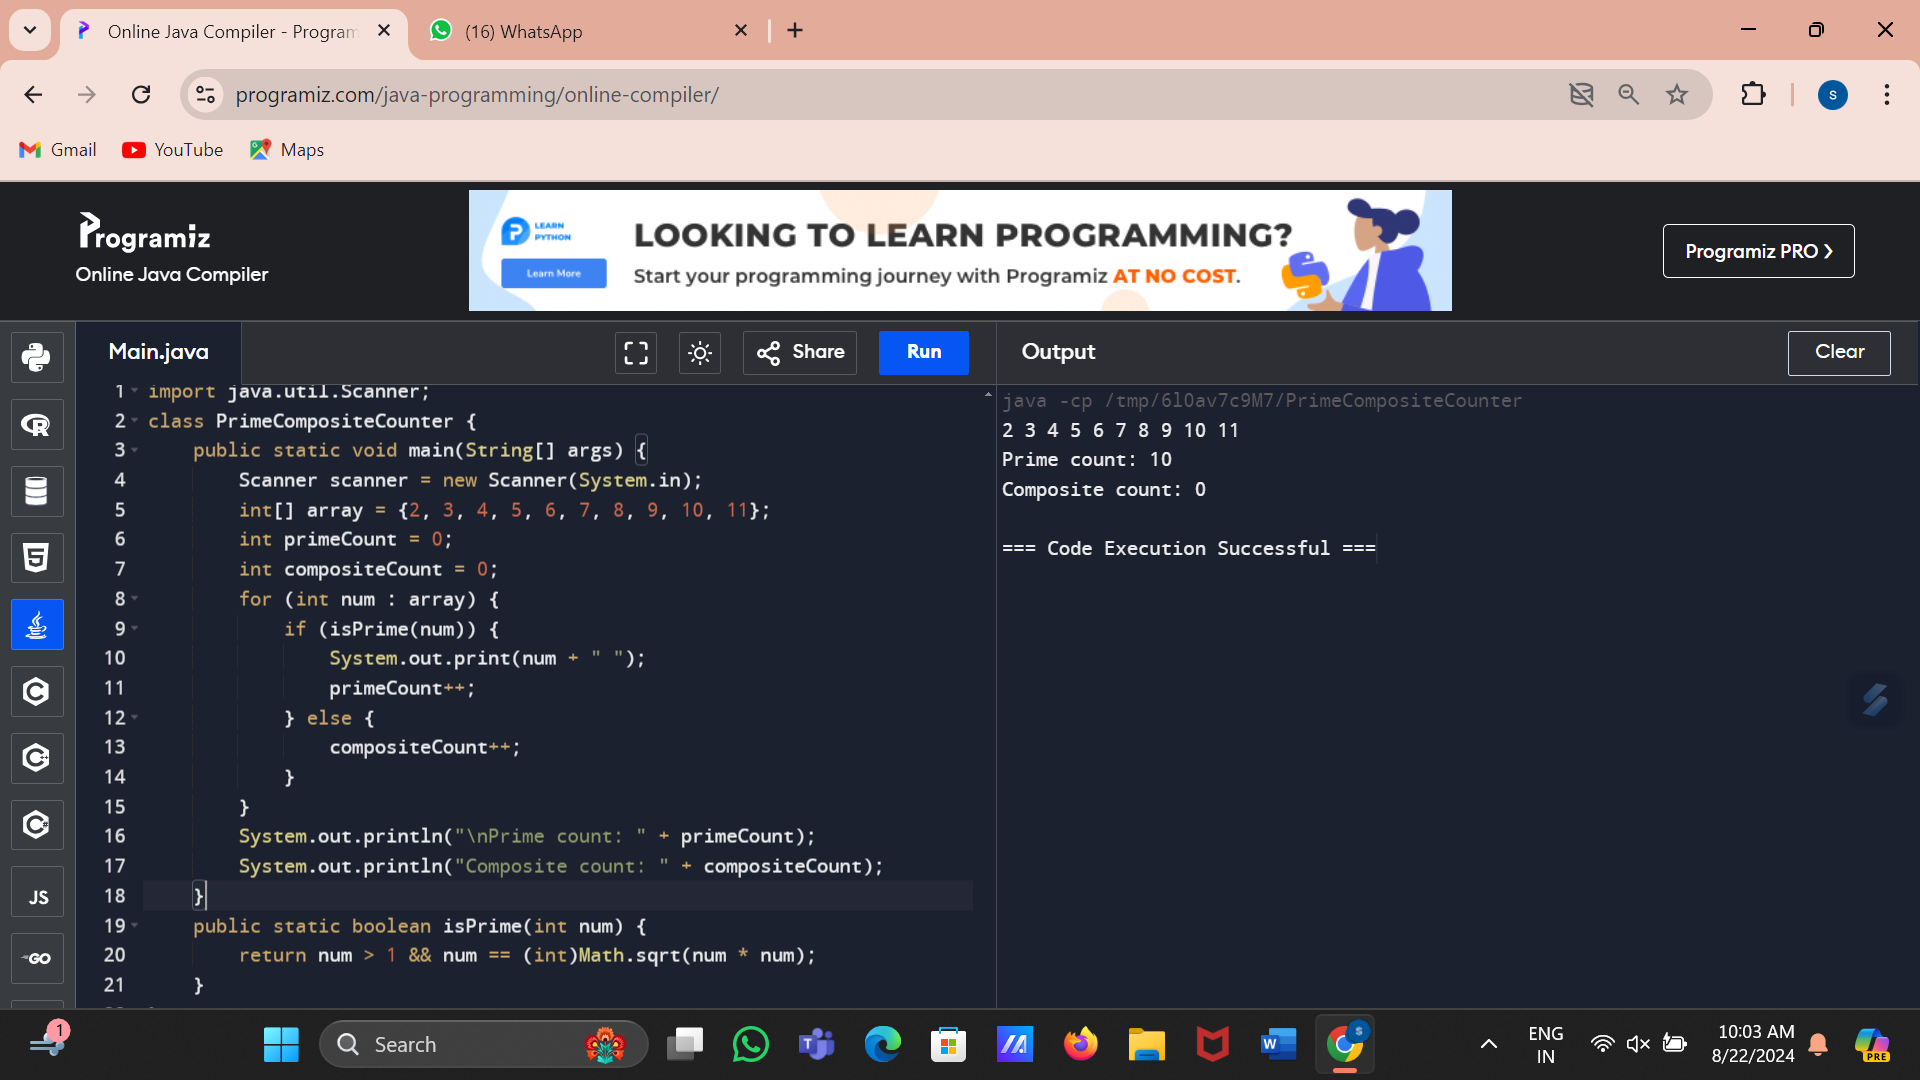 Online Java Compiler - Program
(16) WhatsApp
programiz.com/java-programming/online-compiler/
s
Gmail
YouTube
Maps
Programiz
Online Java Compiler
LEARN
PYTHON
Learn More
LOOKING TO LEARN PROGRAMMING?
Start your programming journey with Programiz AT NO COST.
Programiz PRO ❯
Main.java
Share
Run
Output
Clear
1 import java.util.Scanner;
2 class PrimeCompositeCounter {
3 public static void main(String[] args) {
4 Scanner scanner = new Scanner(System.in);
5 int[] array = {2, 3, 4, 5, 6, 7, 8, 9, 10, 11};
6 int primeCount = 0;
7 int compositeCount = 0;
8 for (int num : array) {
9 if (isPrime(num)) {
10 System.out.print(num + " ");
11 primeCount++;
12 } else {
13 compositeCount++;
14 }
15 }
16 System.out.println("\nPrime count: " + primeCount);
17 System.out.println("Composite count: " + compositeCount);
18 }
19 public static boolean isPrime(int num) {
20 return num > 1 && num == (int)Math.sqrt(num * num);
21 }
java -cp /tmp/6lOav7c9M7/PrimeCompositeCounter
2 3 4 5 6 7 8 9 10 11
Prime count: 10
Composite count: 0
=== Code Execution Successful ===
JS
GO
1
Search
ENG
IN
10:03 AM
8/22/2024
PRE